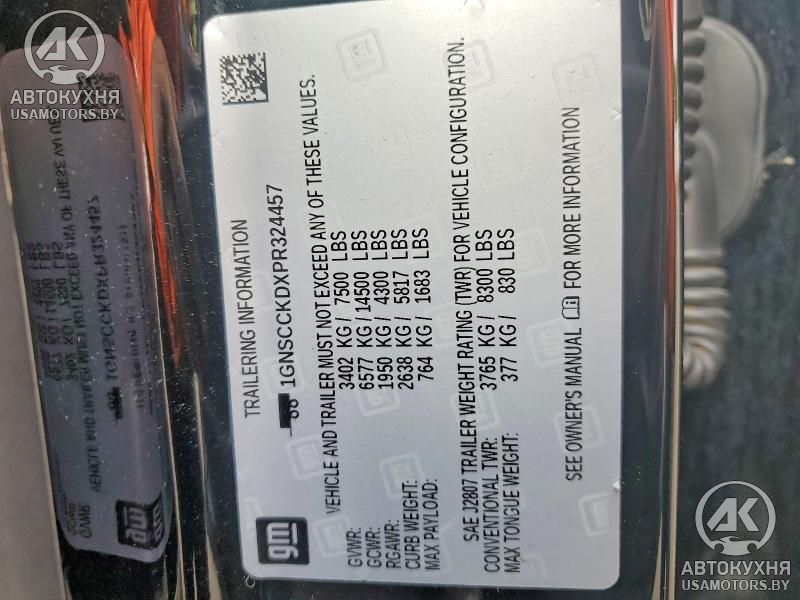 AK
АВТОКУХНЯ
USAMOTORS.BY
gm
TRAILERING INFORMATION
1GNSCCKDXPR324457
VEHICLE AND TRAILER MUST NOT EXCEED ANY OF THESE VALUES.
GVWR: 3402 KG / 7500 LBS
GCWR: 6577 KG / 14500 LBS
RGAWR: 1950 KG / 4300 LBS
CURB WEIGHT: 2638 KG / 5817 LBS
MAX PAYLOAD: 764 KG / 1683 LBS
SAE J2807 TRAILER WEIGHT RATING (TWR) FOR VEHICLE CONFIGURATION.
CONVENTIONAL TWR: 3765 KG / 8300 LBS
MAX TONGUE WEIGHT: 377 KG / 830 LBS
SEE OWNER'S MANUAL FOR MORE INFORMATION
AK
АВТОКУХНЯ
USAMOTORS.BY